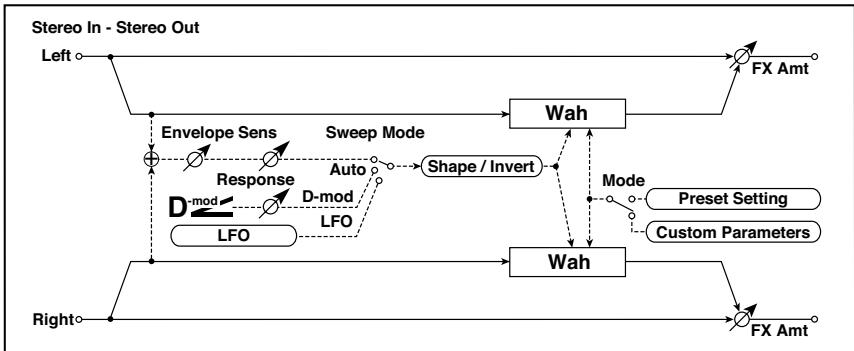 Stereo In - Stereo Out
Left
FX Amt
Wah
Envelope Sens
Sweep Mode
Auto
Shape / Invert
Response
D-mod
D-mod
LFO
LFO
Mode
Preset Setting
Custom Parameters
Wah
Right
FX Amt